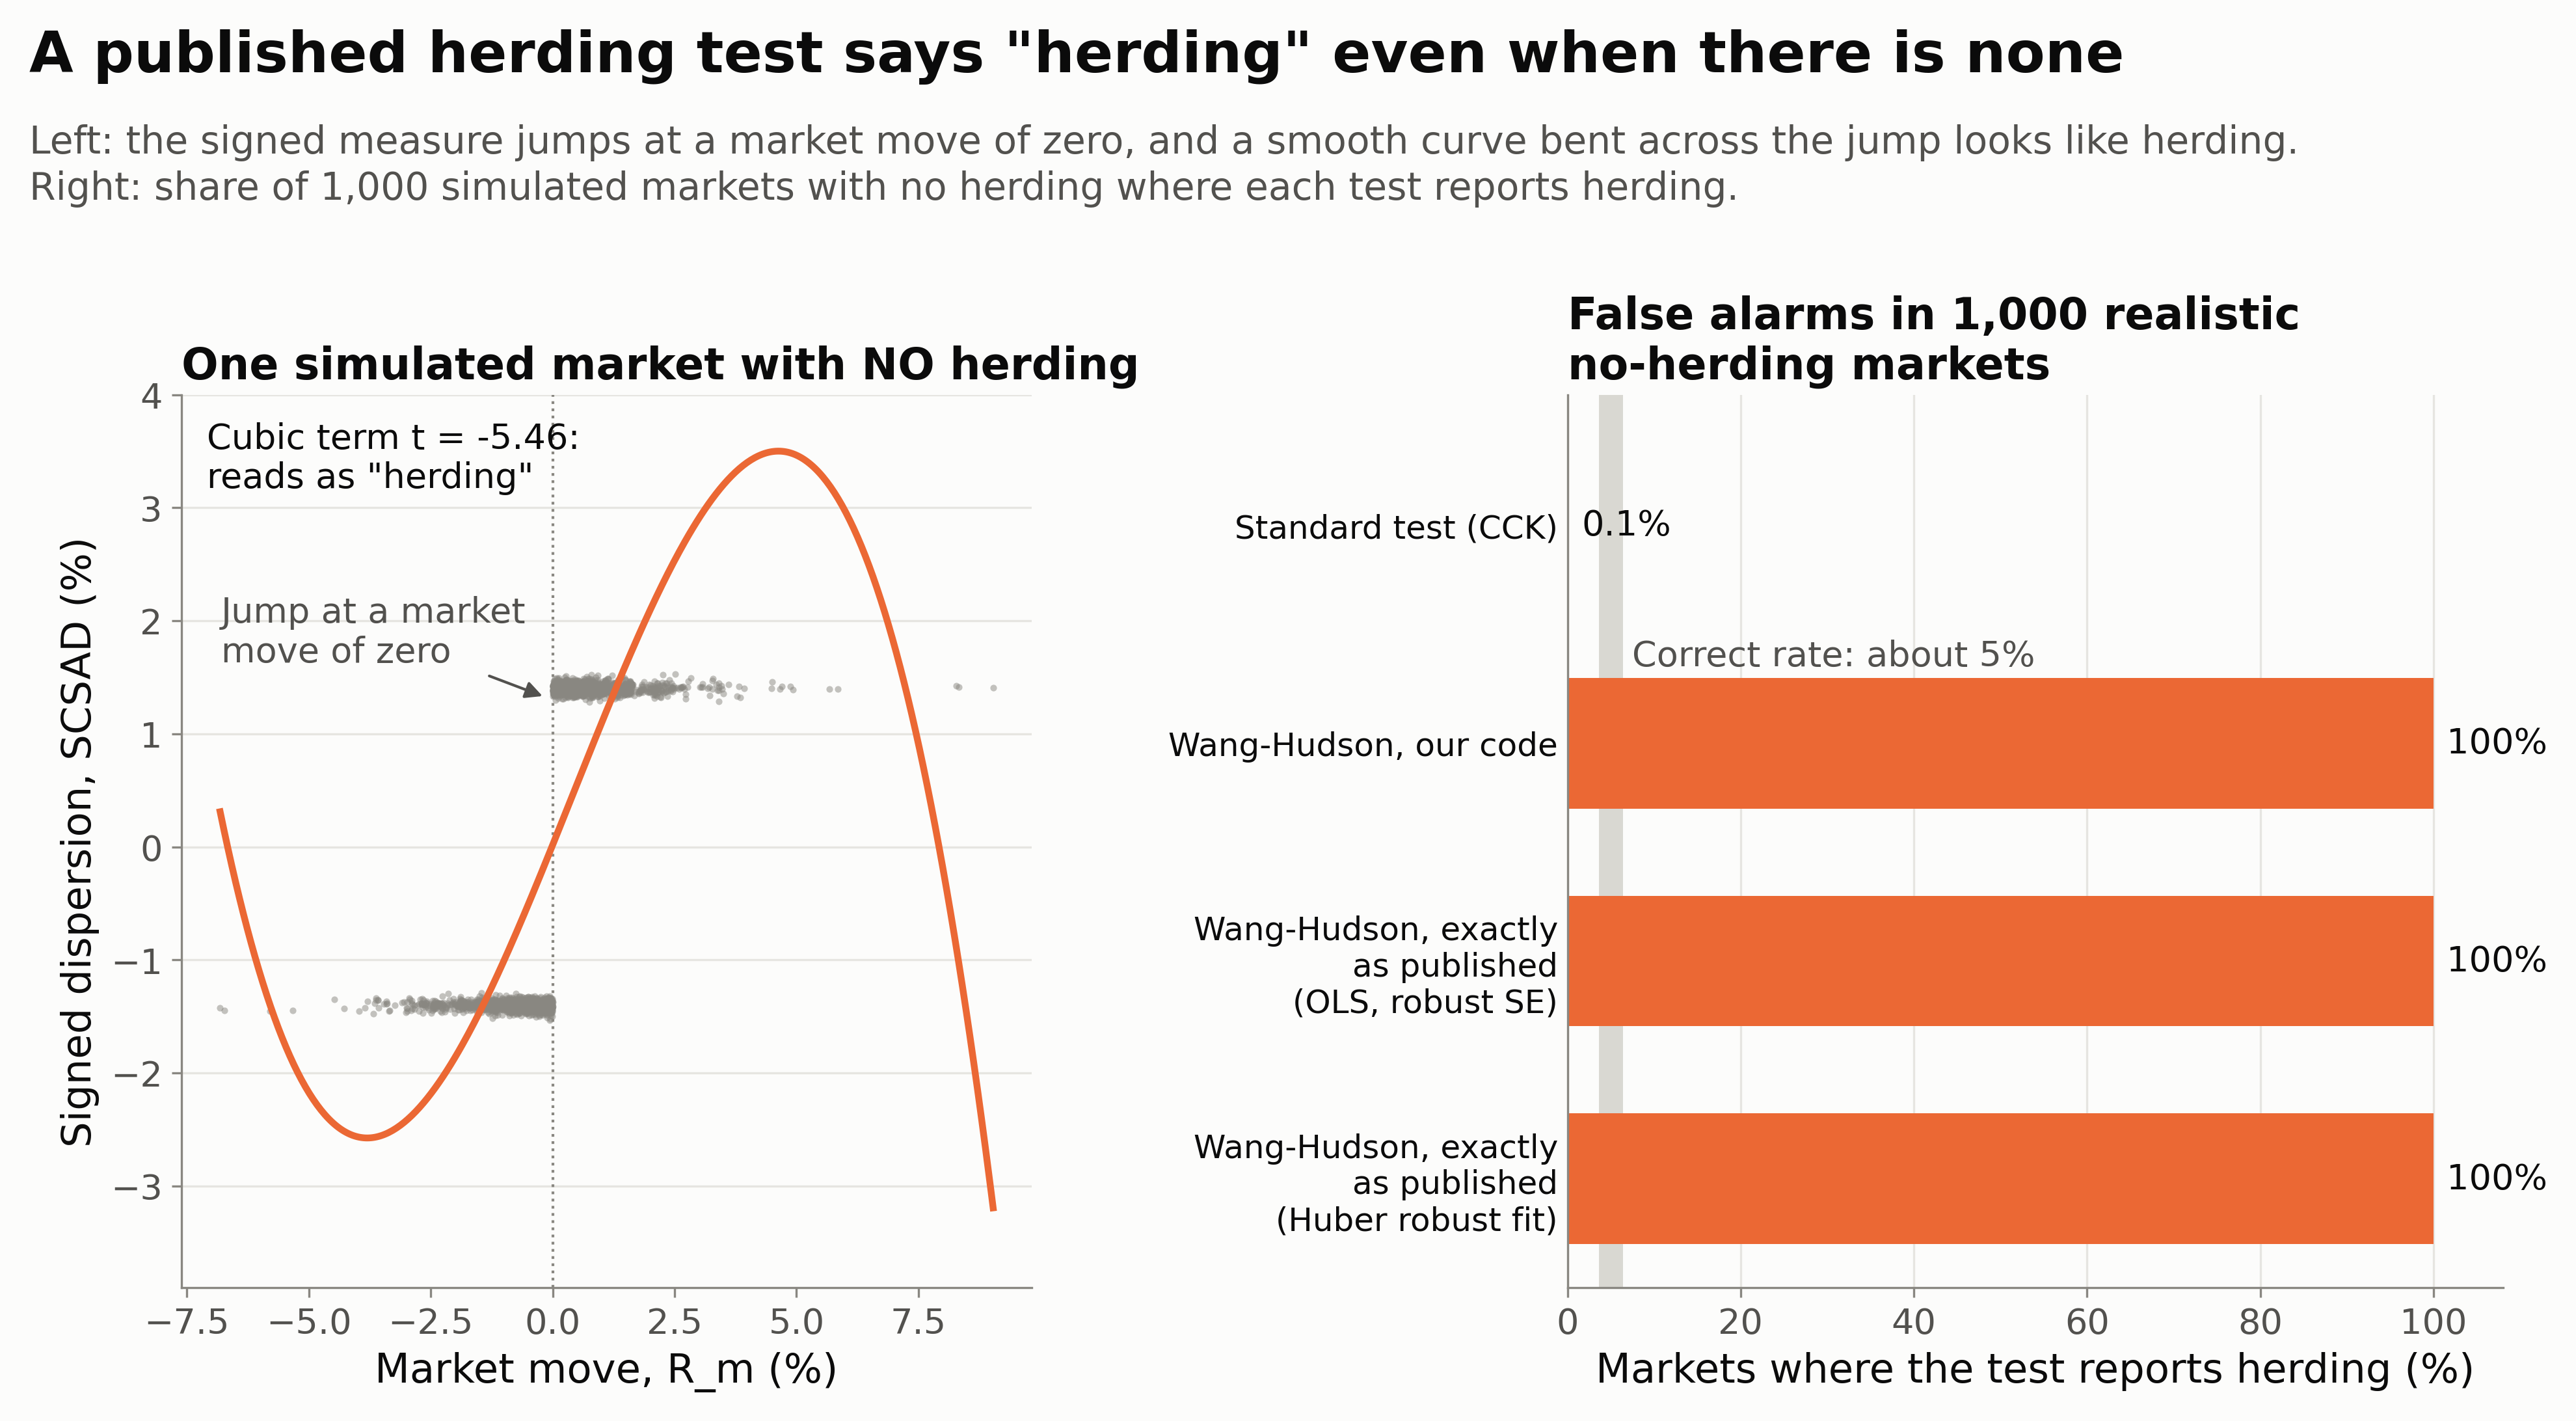 A published herding test says "herding" even when there is none
Left: the signed measure jumps at a market move of zero, and a smooth curve bent across the jump looks like herding.
Right: share of 1,000 simulated markets with no herding where each test reports herding.
One simulated market with NO herding
4
3
2
1
0
−1
−2
−3
Signed dispersion, SCSAD (%)
Cubic term t = -5.46:
reads as "herding"
Jump at a market
move of zero
−7.5 −5.0 −2.5 0.0 2.5 5.0 7.5
Market move, R_m (%)
False alarms in 1,000 realistic
no-herding markets
Standard test (CCK)
0.1%
Correct rate: about 5%
Wang-Hudson, our code
100%
Wang-Hudson, exactly
as published
(OLS, robust SE)
100%
Wang-Hudson, exactly
as published
(Huber robust fit)
100%
0 20 40 60 80 100
Markets where the test reports herding (%)